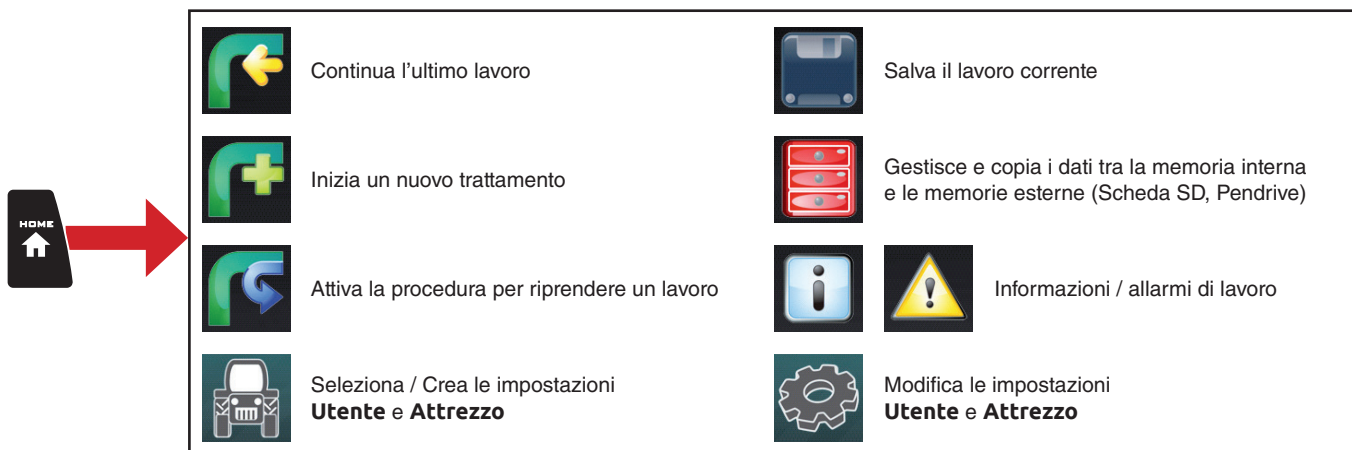 HOME
Continua l'ultimo lavoro
Inizia un nuovo trattamento
Attiva la procedura per riprendere un lavoro
Seleziona / Crea le impostazioni
Utente e Attrezzo
Salva il lavoro corrente
Gestisce e copia i dati tra la memoria interna
e le memorie esterne (Scheda SD, Pendrive)
Informazioni / allarmi di lavoro
Modifica le impostazioni
Utente e Attrezzo